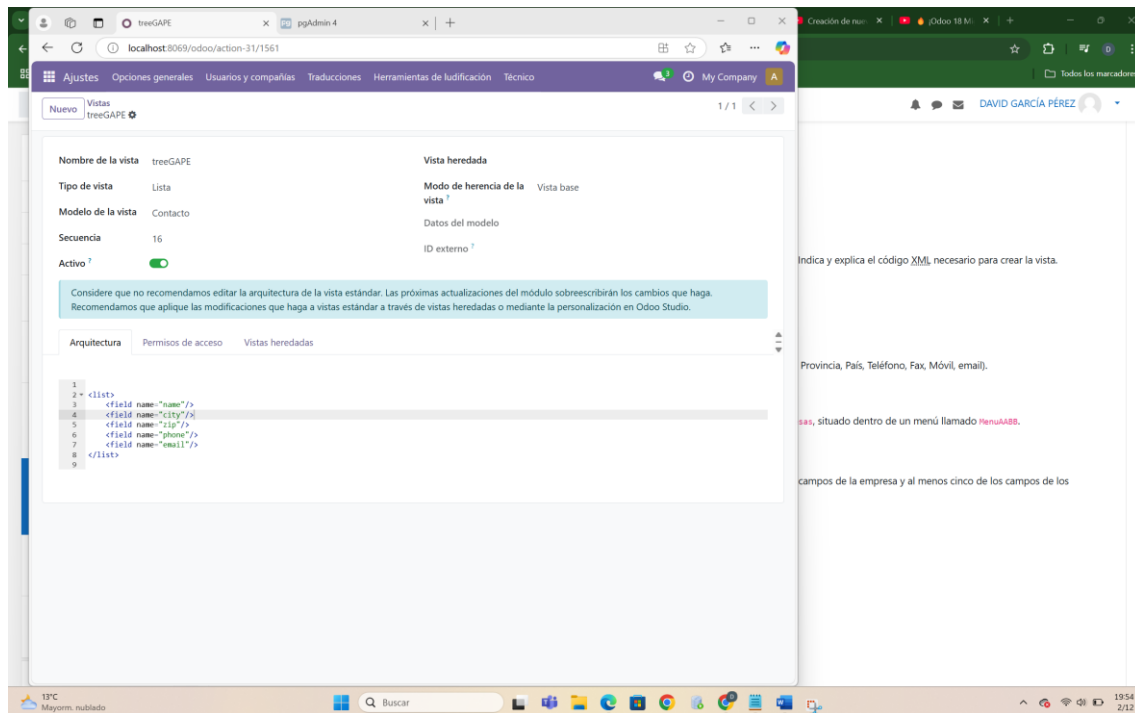 treeGAPE
pgAdmin 4
Creación de nue
¡Odoo 18 Mi
localhost:8069/odoo/action-31/1561
Todos los marcadore
Ajustes Opciones generales Usuarios y compañías Traducciones Herramientas de ludificación Técnico
3
My Company A
DAVID GARCÍA PÉREZ
Nuevo
Vistas
treeGAPE
1 / 1
Nombre de la vista treeGAPE
Vista heredada
Tipo de vista Lista
Modo de herencia de la vista ? Vista base
Modelo de la vista Contacto
Datos del modelo
Secuencia 16
ID externo ?
Activo ?
Indica y explica el código XML necesario para crear la vista.
Considere que no recomendamos editar la arquitectura de la vista estándar. Las próximas actualizaciones del módulo sobreescribirán los cambios que haga.
Recomendamos que aplique las modificaciones que haga a vistas estándar a través de vistas heredadas o mediante la personalización en Odoo Studio.
Arquitectura Permisos de acceso Vistas heredadas
Provincia, País, Teléfono, Fax, Móvil, email).
1
2 <list>
3 <field name="name"/>
4 <field name="city"/>
5 <field name="zip"/>
6 <field name="phone"/>
7 <field name="email"/>
8 </list>
9
sas, situado dentro de un menú llamado MenuAABB.
campos de la empresa y al menos cinco de los campos de los
13°C
Mayorm. nublado
Buscar
19:54
2/12